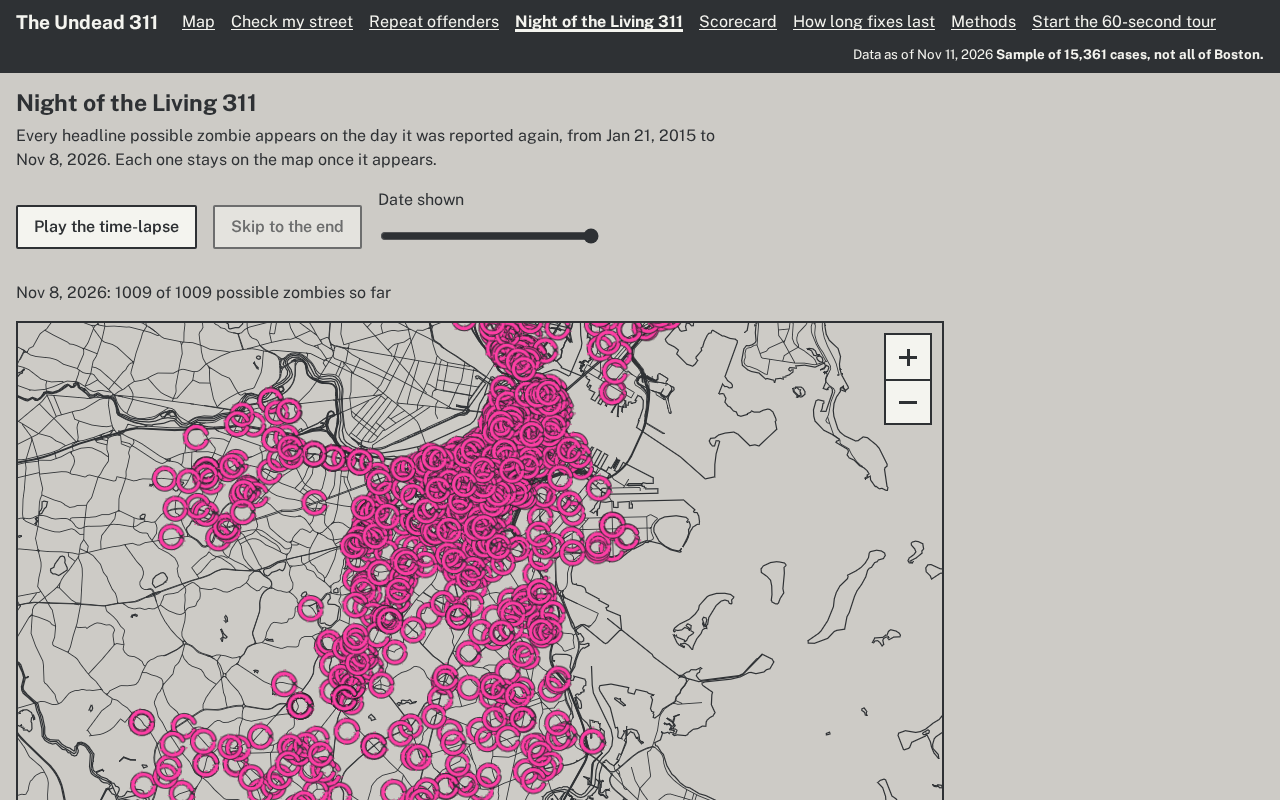 The Undead 311 Map Check my street Repeat offenders Night of the Living 311 Scorecard How long fixes last Methods Start the 60-second tour
Data as of Nov 11, 2026 Sample of 15,361 cases, not all of Boston.
Night of the Living 311
Every headline possible zombie appears on the day it was reported again, from Jan 21, 2015 to
Nov 8, 2026. Each one stays on the map once it appears.
Date shown
Play the time-lapse Skip to the end
Nov 8, 2026: 1009 of 1009 possible zombies so far
+
−